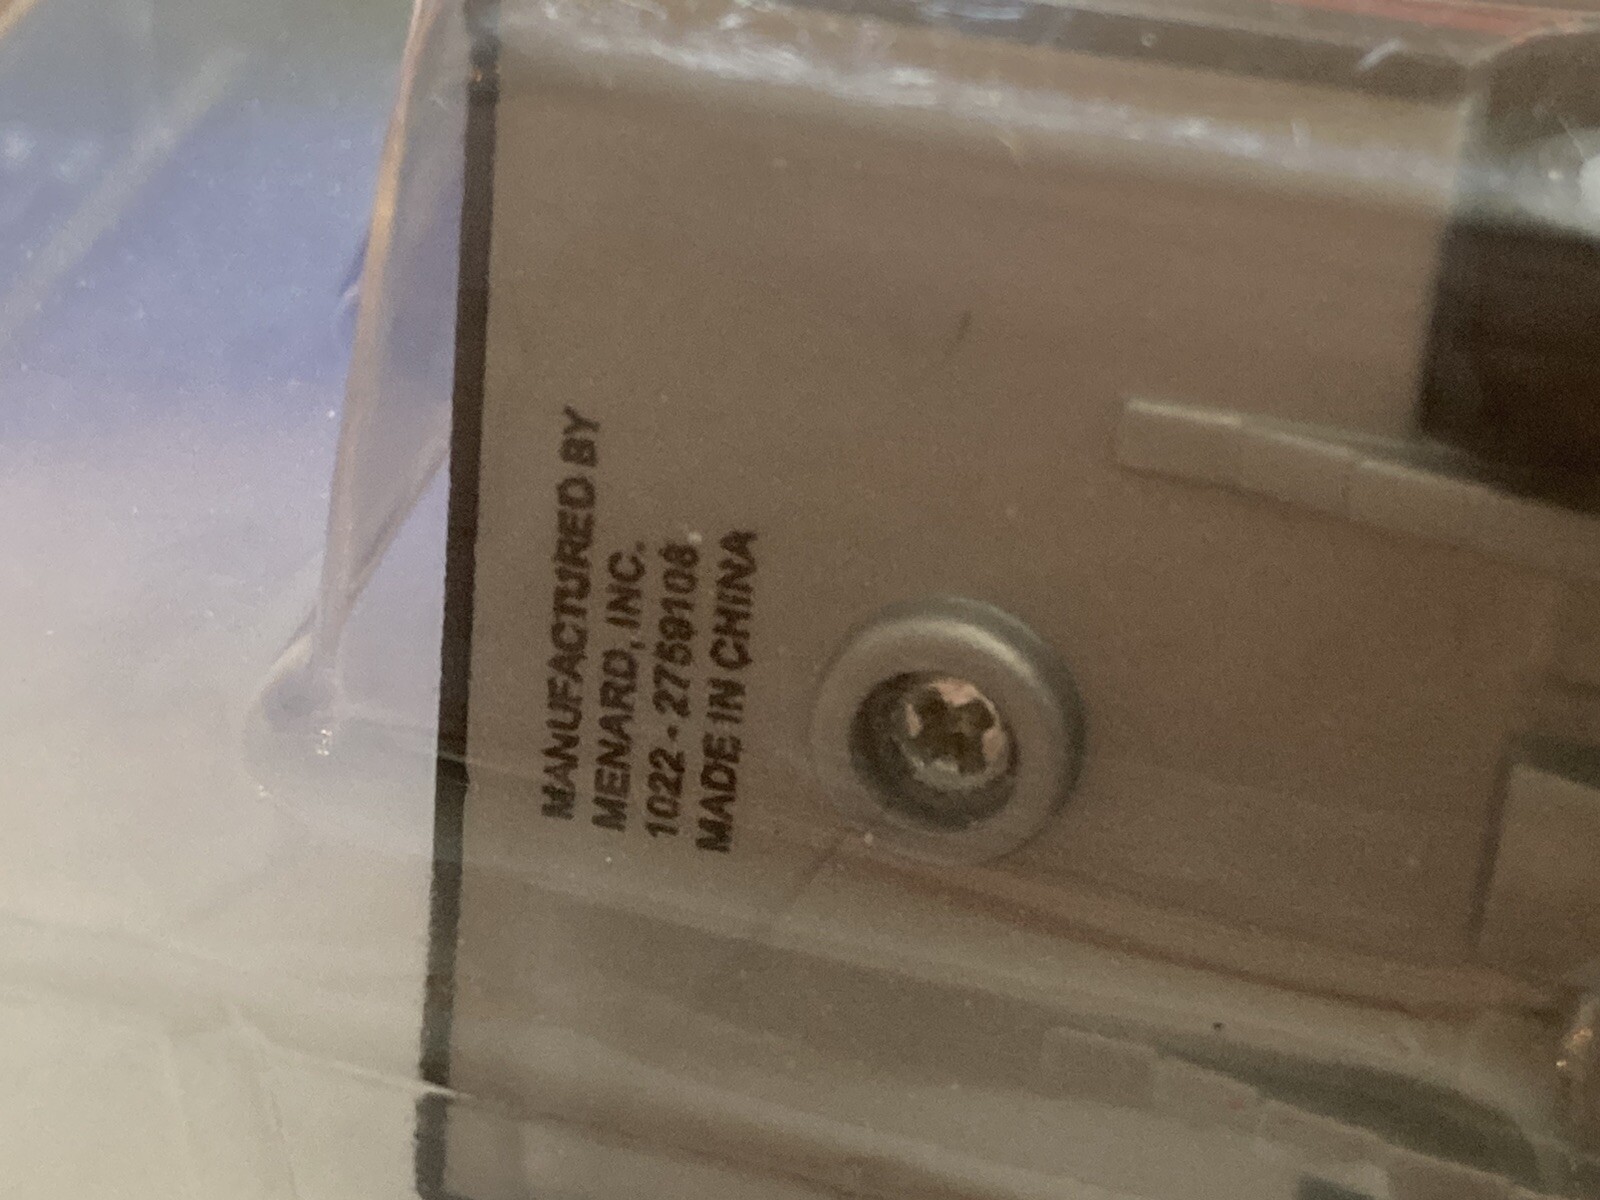 MANUFACTURED BY
MENARD, INC.
1022 - 2759108
MADE IN CHINA